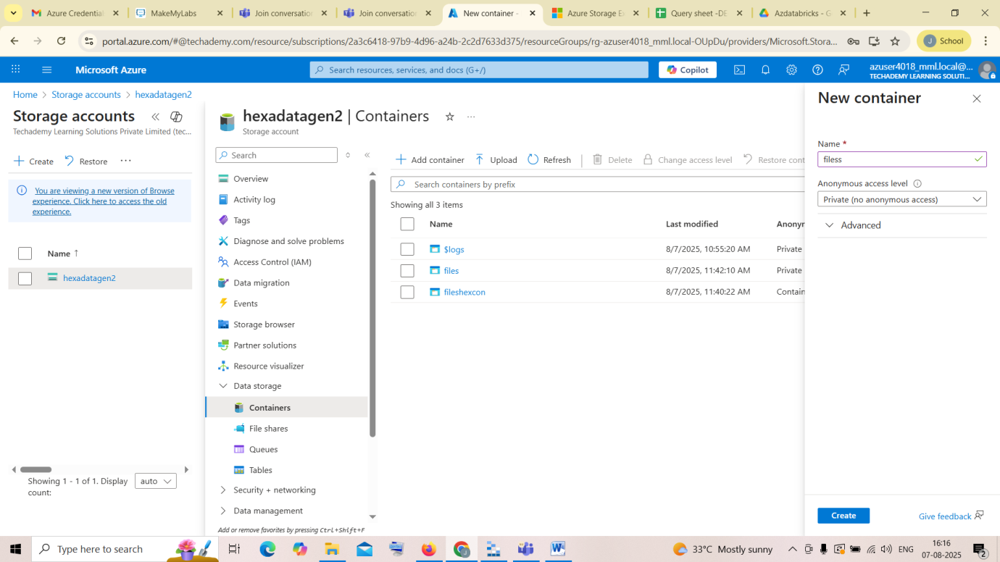 Azure Credential
MakeMyLabs
Join conversation
Join conversation
New container -
Azure Storage Ex
Query sheet -DE
Azdatabricks - G
portal.azure.com/#@techademy.com/resource/subscriptions/2a3c6418-97b9-4d96-a24b-2c2d7633d375/resourceGroups/rg-azuser4018_mml.local-OUpDu/providers/Microsoft.Stora...
J School
Microsoft Azure
Search resources, services, and docs (G+/)
Copilot
azuser4018_mml.local@...
TECHADEMY LEARNING SOLUTI...
Home > Storage accounts > hexadatagen2
Storage accounts
Techademy Learning Solutions Private Limited (tec...
Create
Restore
...
You are viewing a new version of Browse
experience. Click here to access the old
experience.
Name ↑
hexadatagen2
Showing 1 - 1 of 1. Display
count:
auto
hexadatagen2 | Containers
Storage account
Search
Overview
Activity log
Tags
Diagnose and solve problems
Access Control (IAM)
Data migration
Events
Storage browser
Partner solutions
Resource visualizer
Data storage
Containers
File shares
Queues
Tables
Security + networking
Data management
Add or remove favorites by pressing Ctrl+Shift+F
Add container
Upload
Refresh
Delete
Change access level
Restore cont
Search containers by prefix
Showing all 3 items
Name Last modified Anonyr
$logs 8/7/2025, 10:55:20 AM Private
files 8/7/2025, 11:42:10 AM Private
fileshexcon 8/7/2025, 11:40:22 AM Contain
New container
Name *
filess
Anonymous access level
Private (no anonymous access)
Advanced
Create
Give feedback
Type here to search
33°C Mostly sunny
ENG
16:16
07-08-2025
2